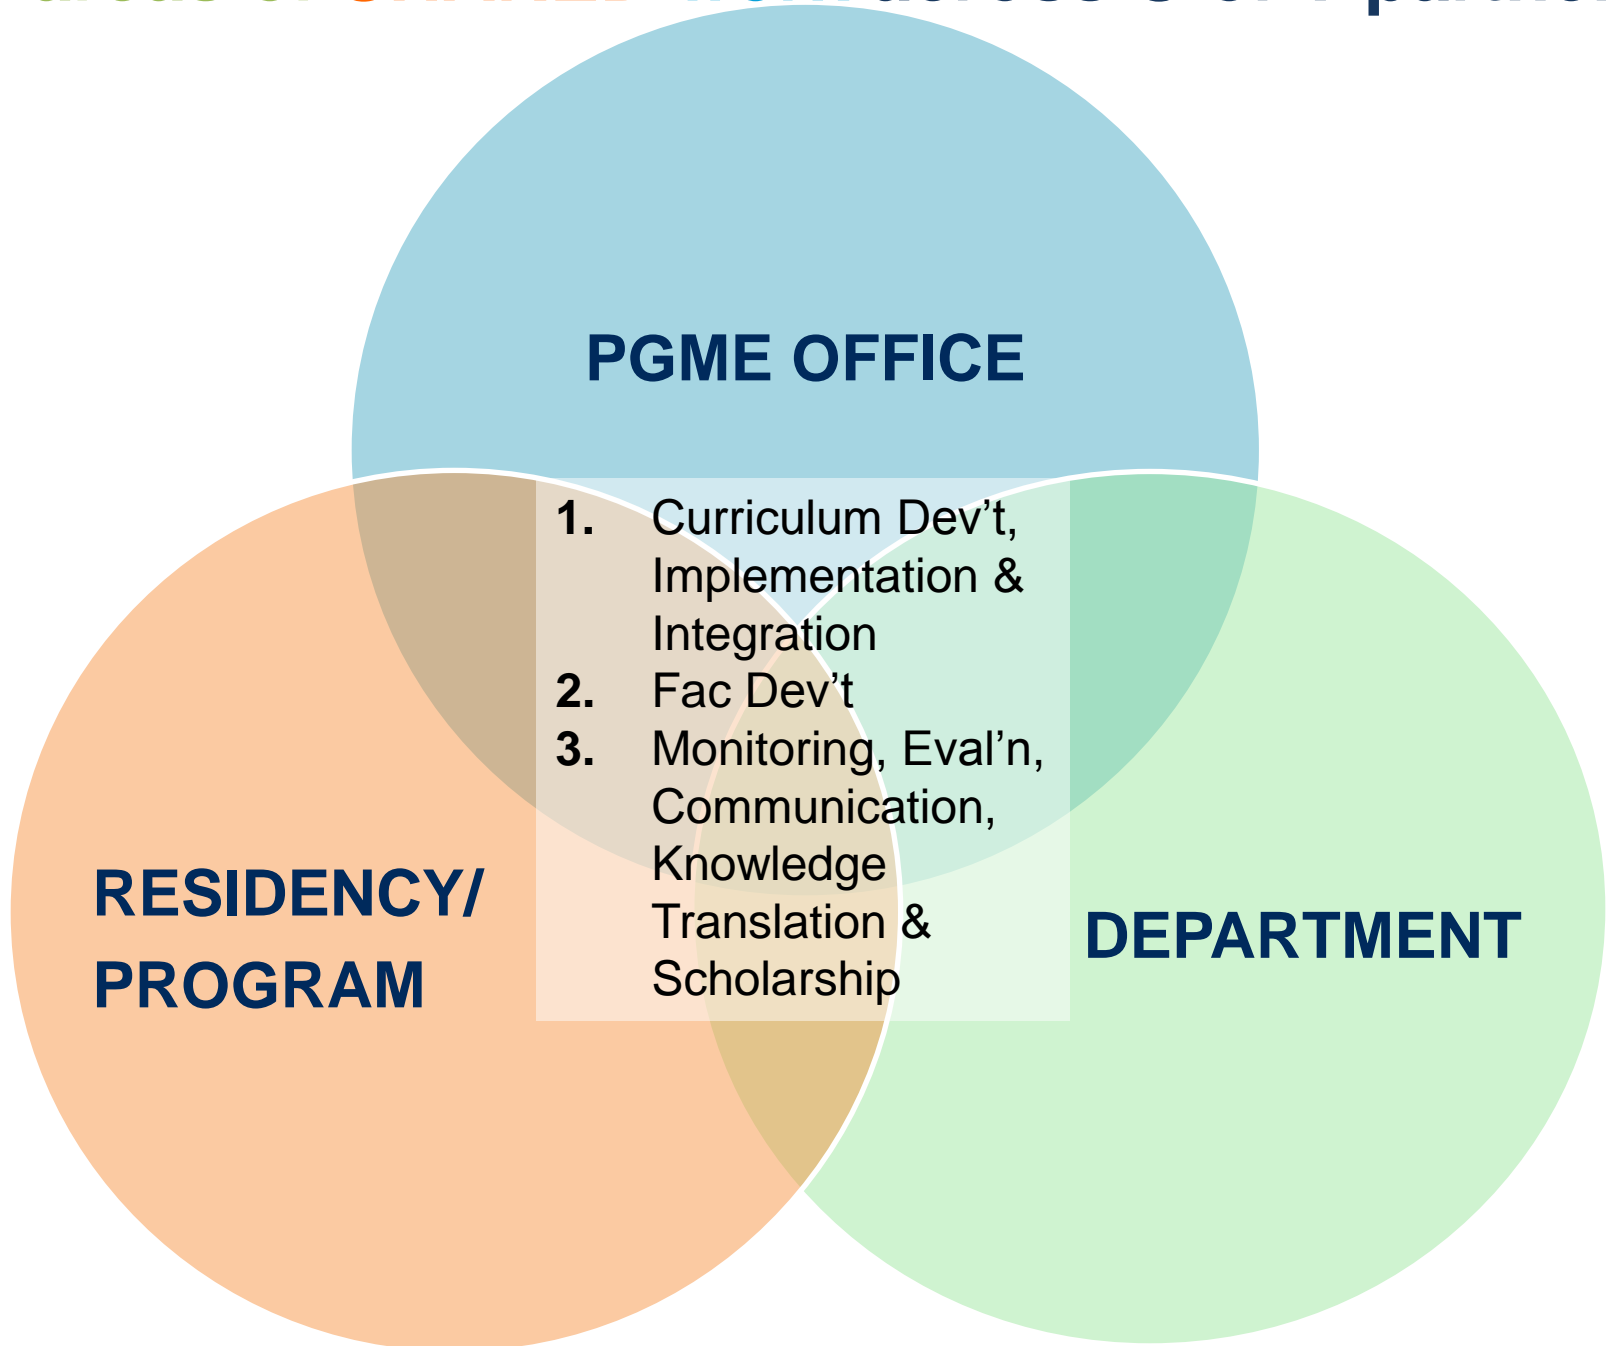 PGME OFFICE
1. Curriculum Dev’t,
Implementation &
Integration
2. Fac Dev’t
3. Monitoring, Eval’n,
Communication,
Knowledge
Translation &
Scholarship
RESIDENCY/
PROGRAM
DEPARTMENT